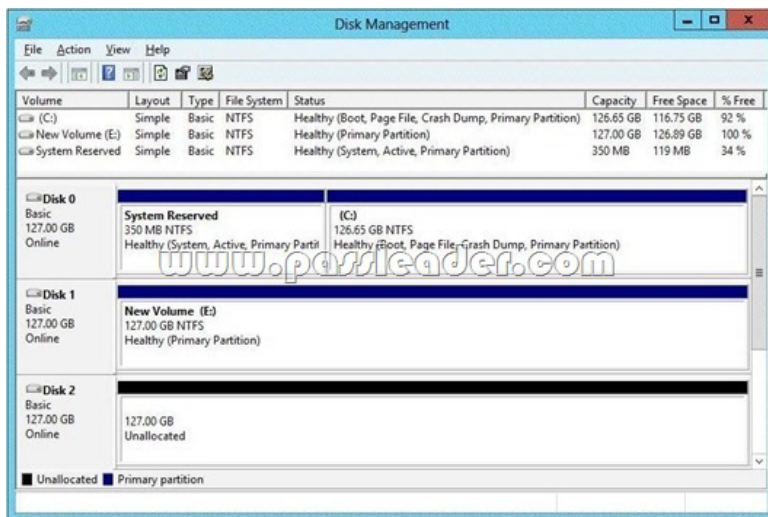 Disk Management
File Action View Help
Volume Layout Type File System Status Capacity Free Space % Free
(C:) Simple Basic NTFS Healthy (Boot, Page File, Crash Dump, Primary Partition) 126.65 GB 116.75 GB 92 %
New Volume (E:) Simple Basic NTFS Healthy (Primary Partition) 127.00 GB 126.89 GB 100 %
System Reserved Simple Basic NTFS Healthy (System, Active, Primary Partition) 350 MB 119 MB 34 %
Disk 0
Basic
127.00 GB
Online
System Reserved
350 MB NTFS
Healthy (System, Active, Primary Partit
(C:)
126.65 GB NTFS
Healthy (Boot, Page File, Crash Dump, Primary Partition)
www.passleader.com
Disk 1
Basic
127.00 GB
Online
New Volume (E:)
127.00 GB NTFS
Healthy (Primary Partition)
Disk 2
Basic
127.00 GB
Online
127.00 GB
Unallocated
Unallocated Primary partition